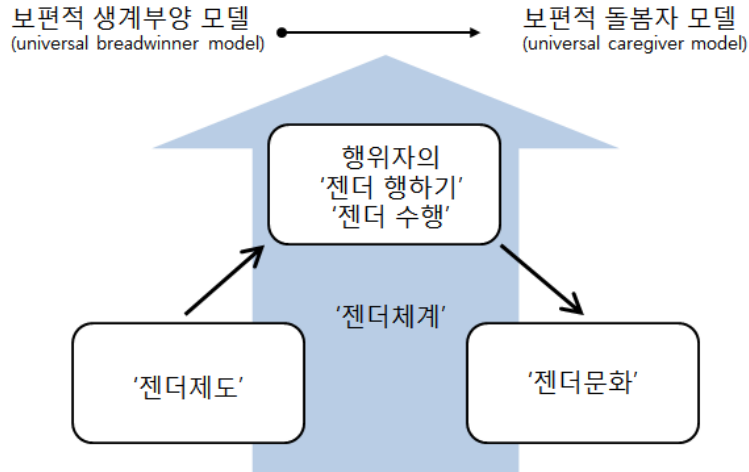 보편적 생계부양 모델
(universal breadwinner model)
보편적 돌봄자 모델
(universal caregiver model)
행위자의
‘젠더 행하기’
‘젠더 수행’
‘젠더체계’
‘젠더제도’
‘젠더문화’